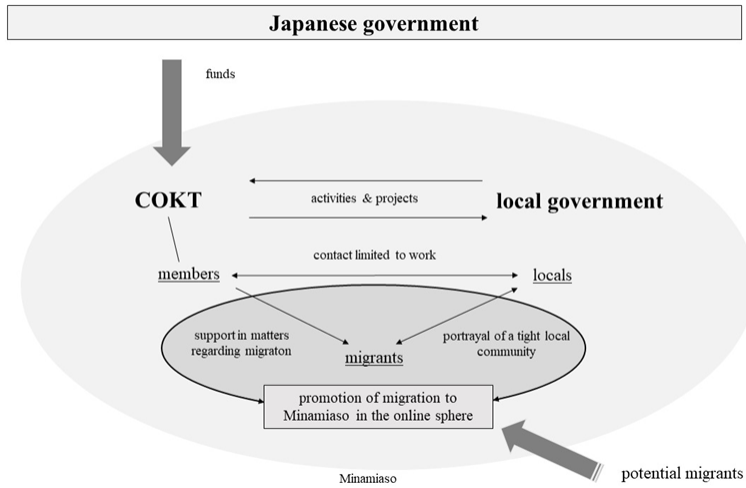 Japanese government
funds
COKT
activities & projects
local government
contact limited to work
members
locals
support in matters
regarding migraton
portrayal of a tight local
community
migrants
promotion of migration to
Minamiaso in the online sphere
potential migrants
Minamiaso